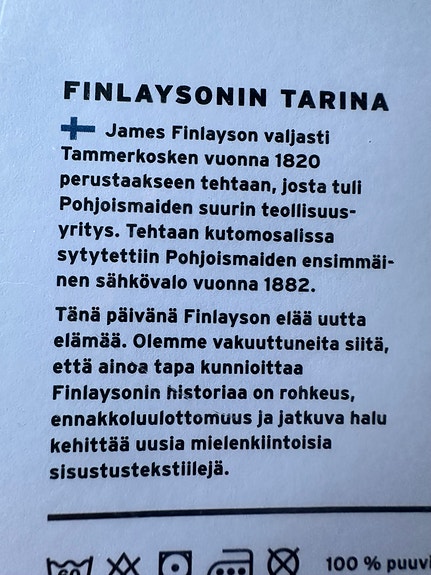 FINLAYSONIN TARINA
James Finlayson valjasti
Tammerkosken vuonna 1820
perustaakseen tehtaan, josta tuli
Pohjoismaiden suurin teollisuus-
yritys. Tehtaan kutomosalissa
sytytettiin Pohjoismaiden ensimmäi-
nen sähkövalo vuonna 1882.
Tänä päivänä Finlayson elää uutta
elämää. Olemme vakuuttuneita siitä,
että ainoa tapa kunnioittaa
Finlaysonin historiaa on rohkeus,
ennakkoluulottomuus ja jatkuva halu
kehittää uusia mielenkiintoisia
sisustustekstiilejä.
60 100 %